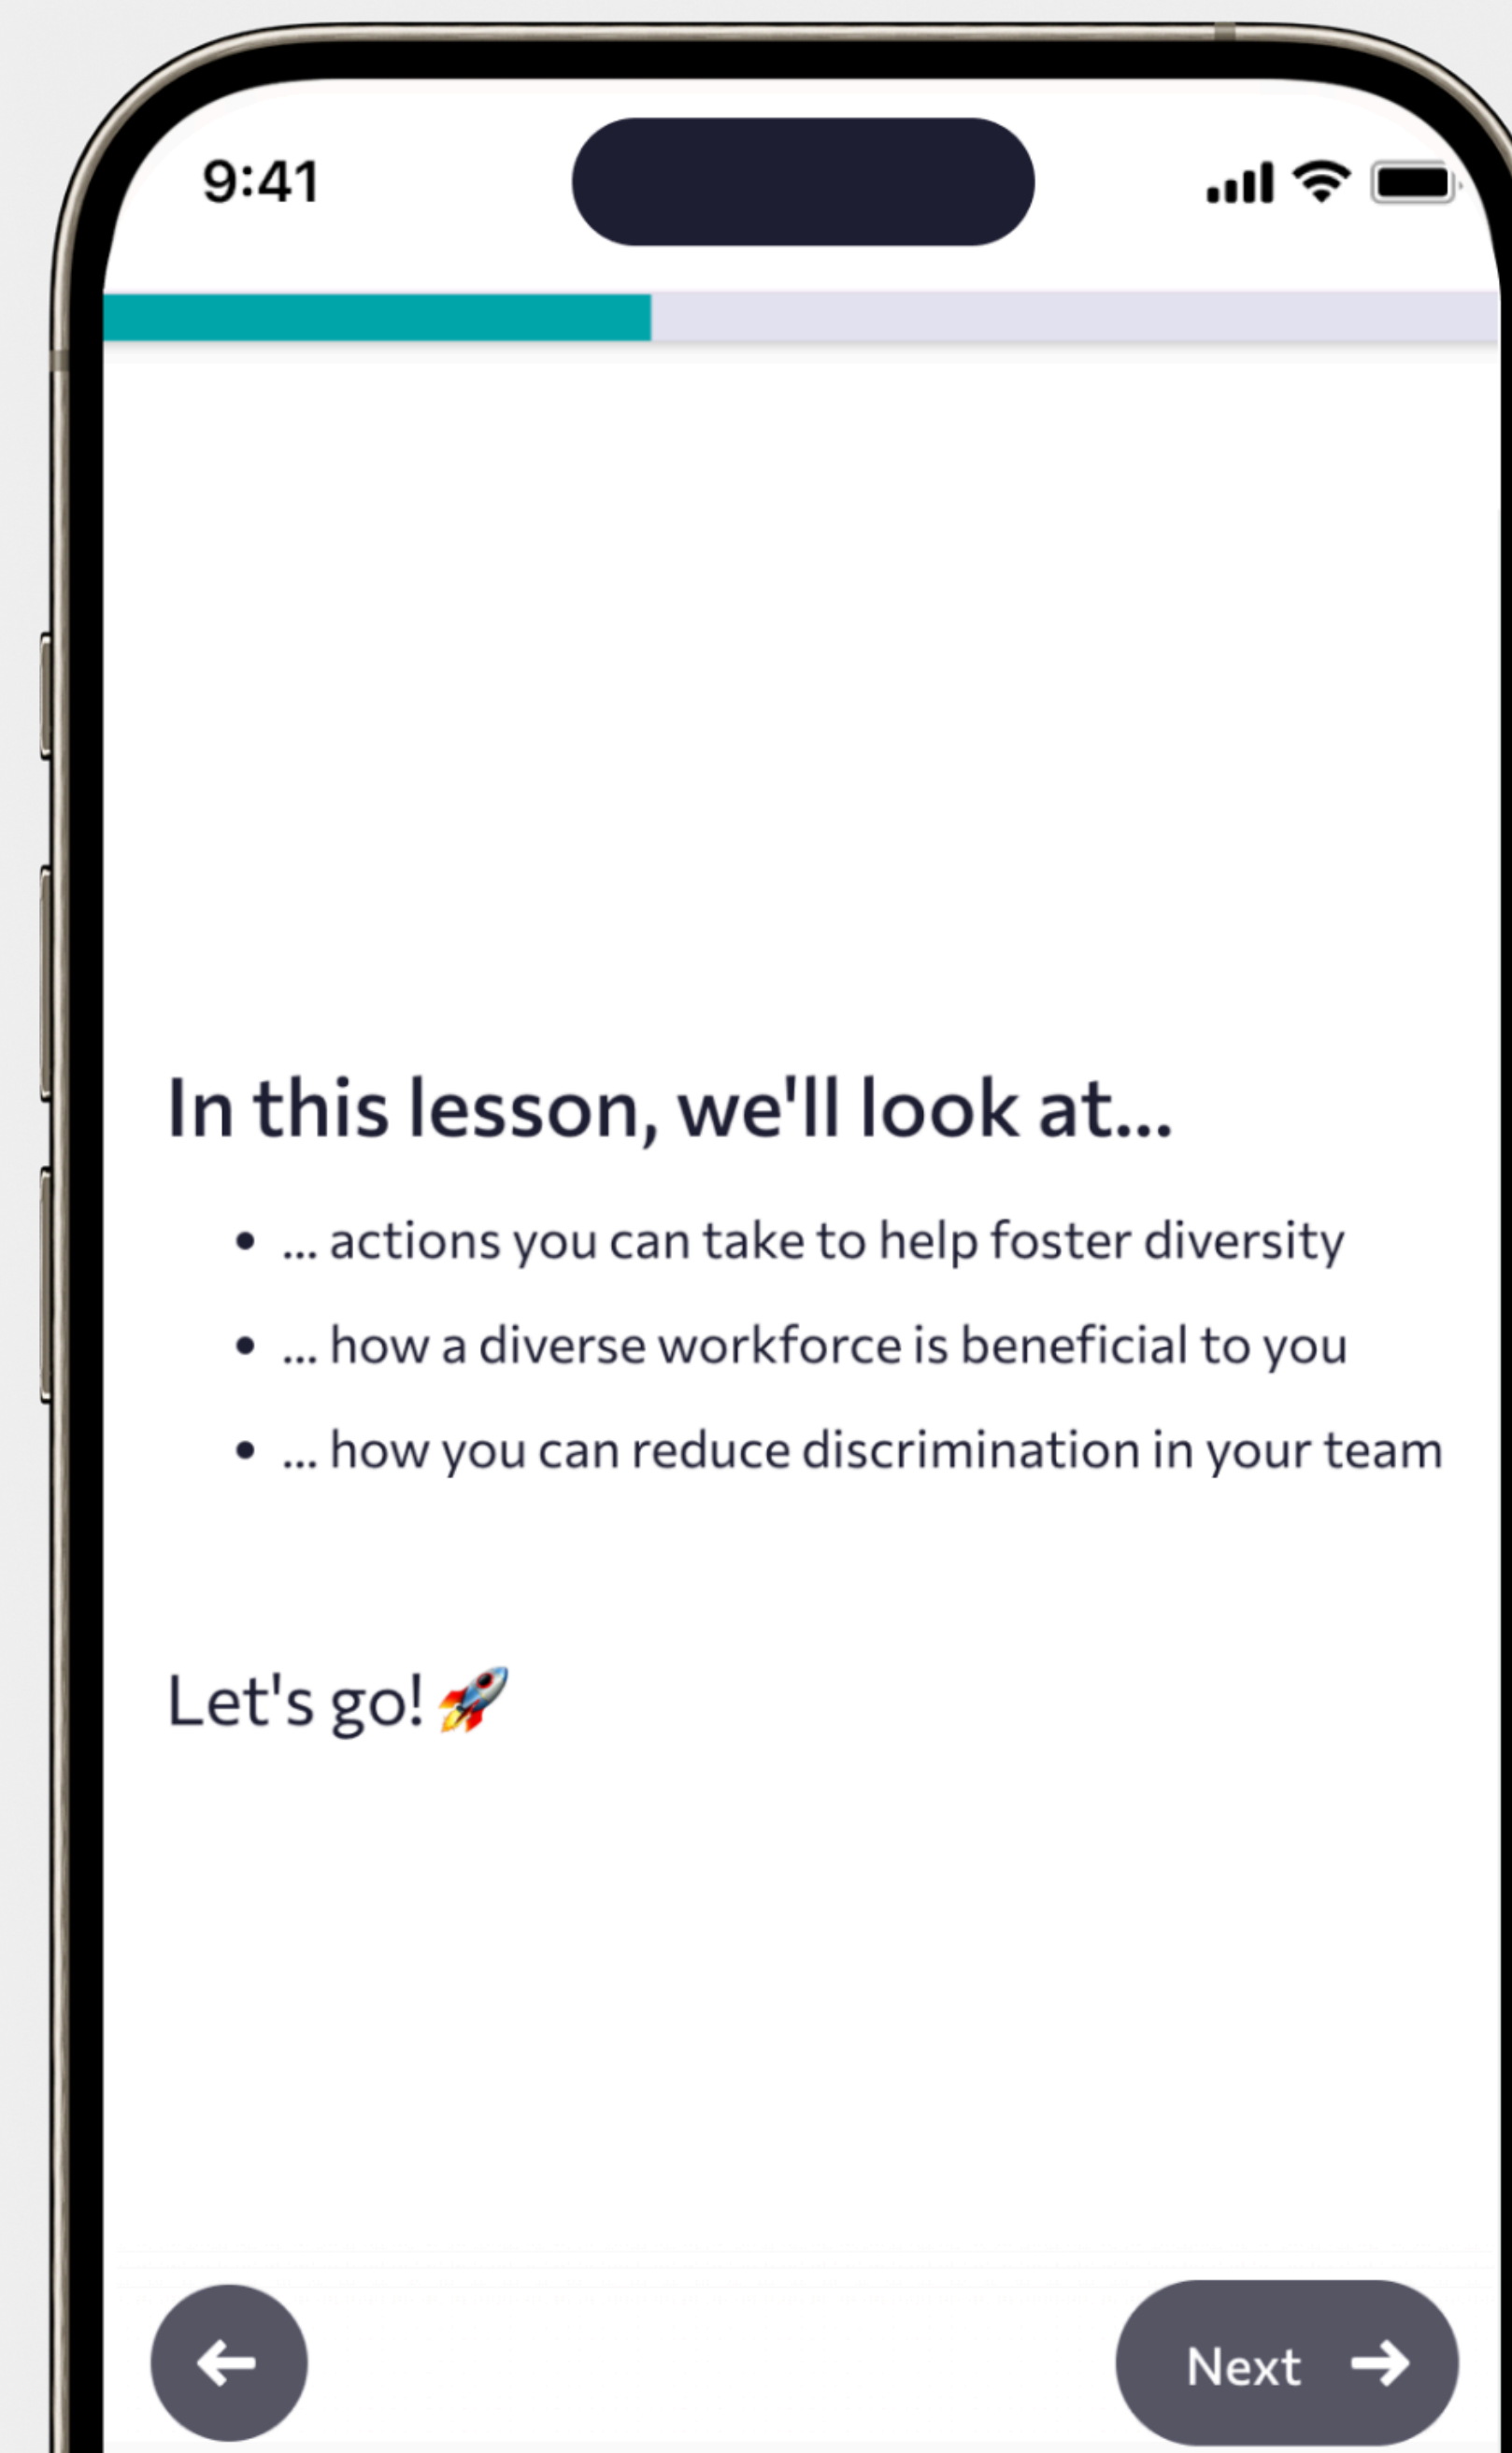 9:41
In this lesson, we'll look at...
• ... actions you can take to help foster diversity
• ... how a diverse workforce is beneficial to you
• ... how you can reduce discrimination in your team
Let's go! 🚀
Next